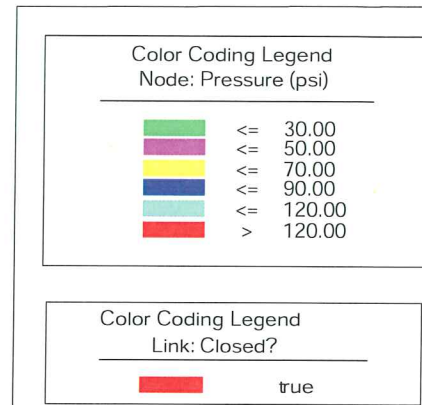 Color Coding Legend
Node: Pressure (psi)
<= 30.00
<= 50.00
<= 70.00
<= 90.00
<= 120.00
> 120.00
Color Coding Legend
Link: Closed?
true